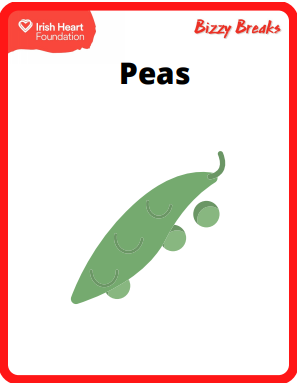 Irish Heart
Foundation
Bizzy Breaks
Peas